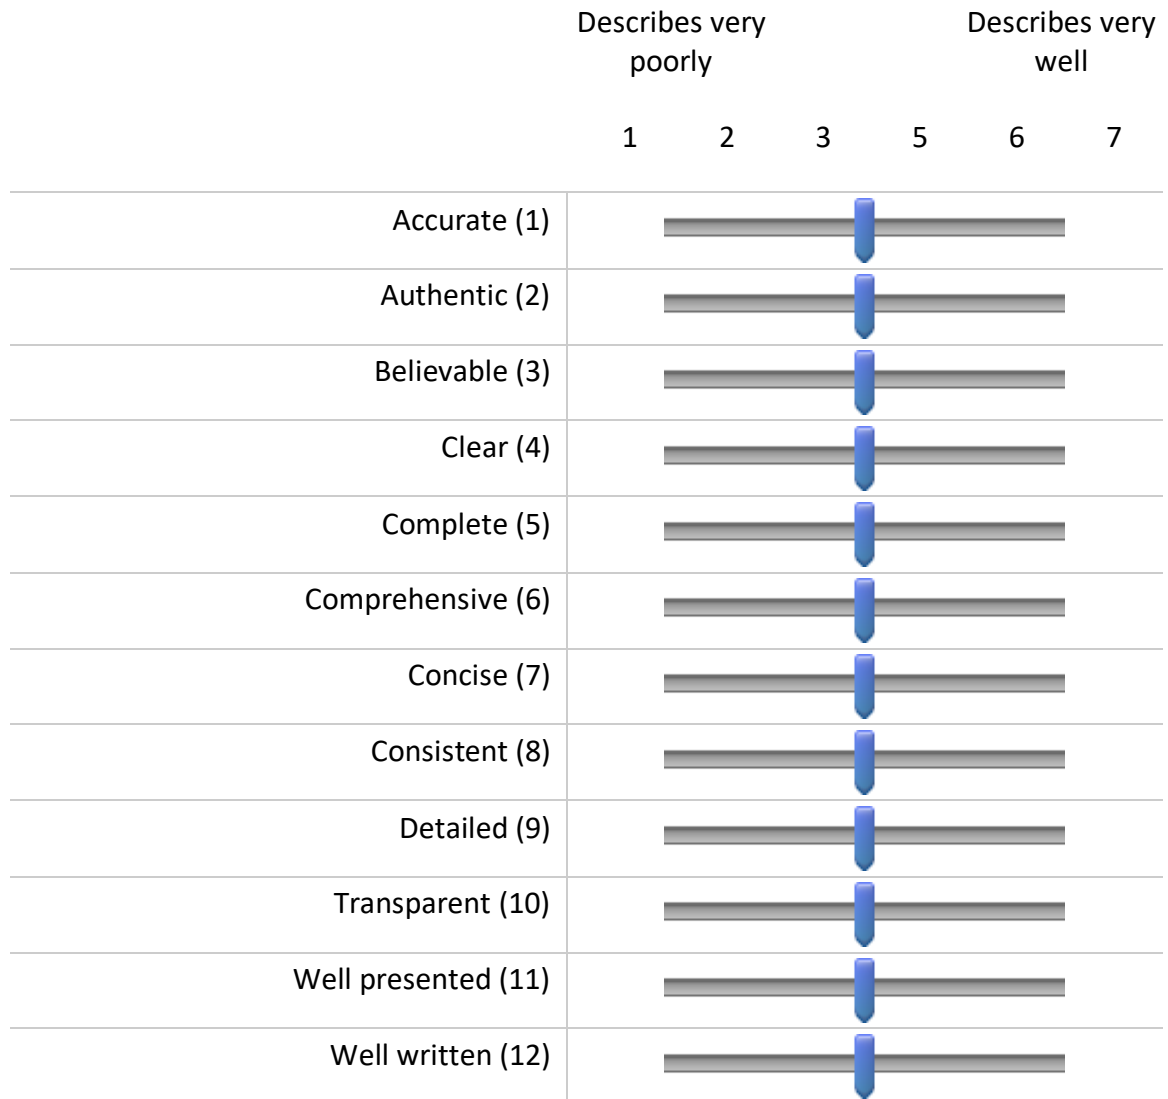 Describes very Describes very
poorly well
1 2 3 5 6 7
Accurate (1)
Authentic (2)
Believable (3)
Clear (4)
Complete (5)
Comprehensive (6)
Concise (7)
Consistent (8)
Detailed (9)
Transparent (10)
Well presented (11)
Well written (12)